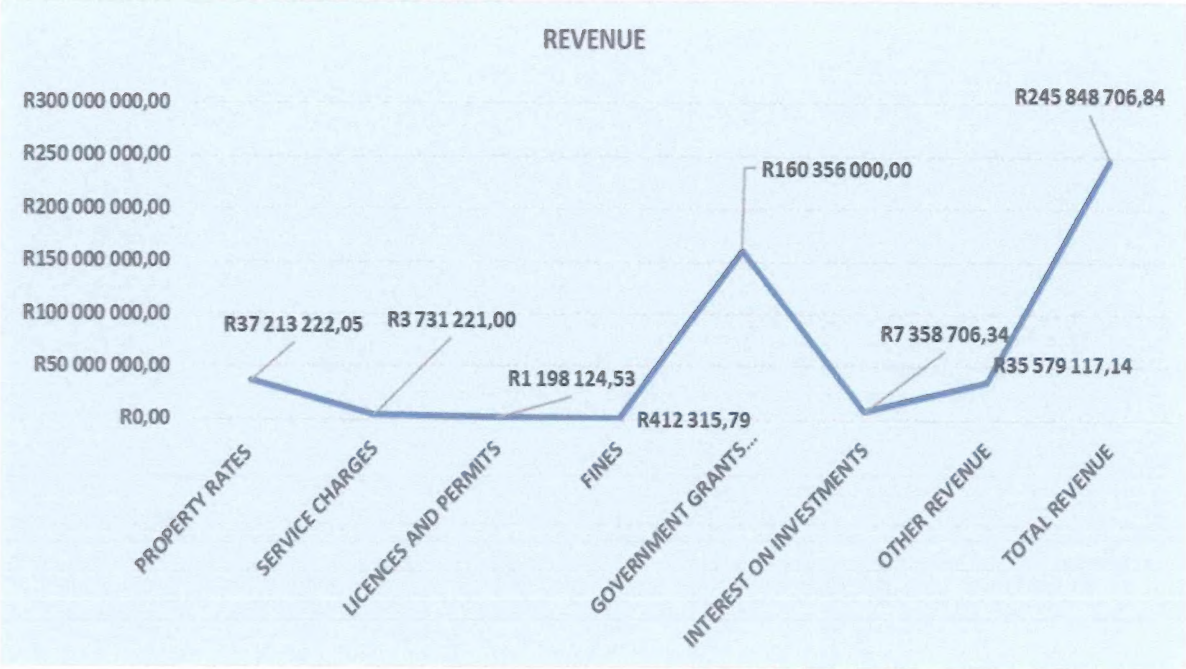 REVENUE
R300 000 000,00
R250 000 000,00
R200 000 000,00
R150 000 000,00
R100 000 000,00
R50 000 000,00
R0,00
R37 213 222,05
R3 731 221,00
R1 198 124,53
R412 315,79
R160 356 000,00
R7 358 706,34
R35 579 117,14
R245 848 706,84
PROPERTY RATES
SERVICE CHARGES
LICENCES AND PERMITS
FINES
GOVERNMENT GRANTS...
INTEREST ON INVESTMENTS
OTHER REVENUE
TOTAL REVENUE